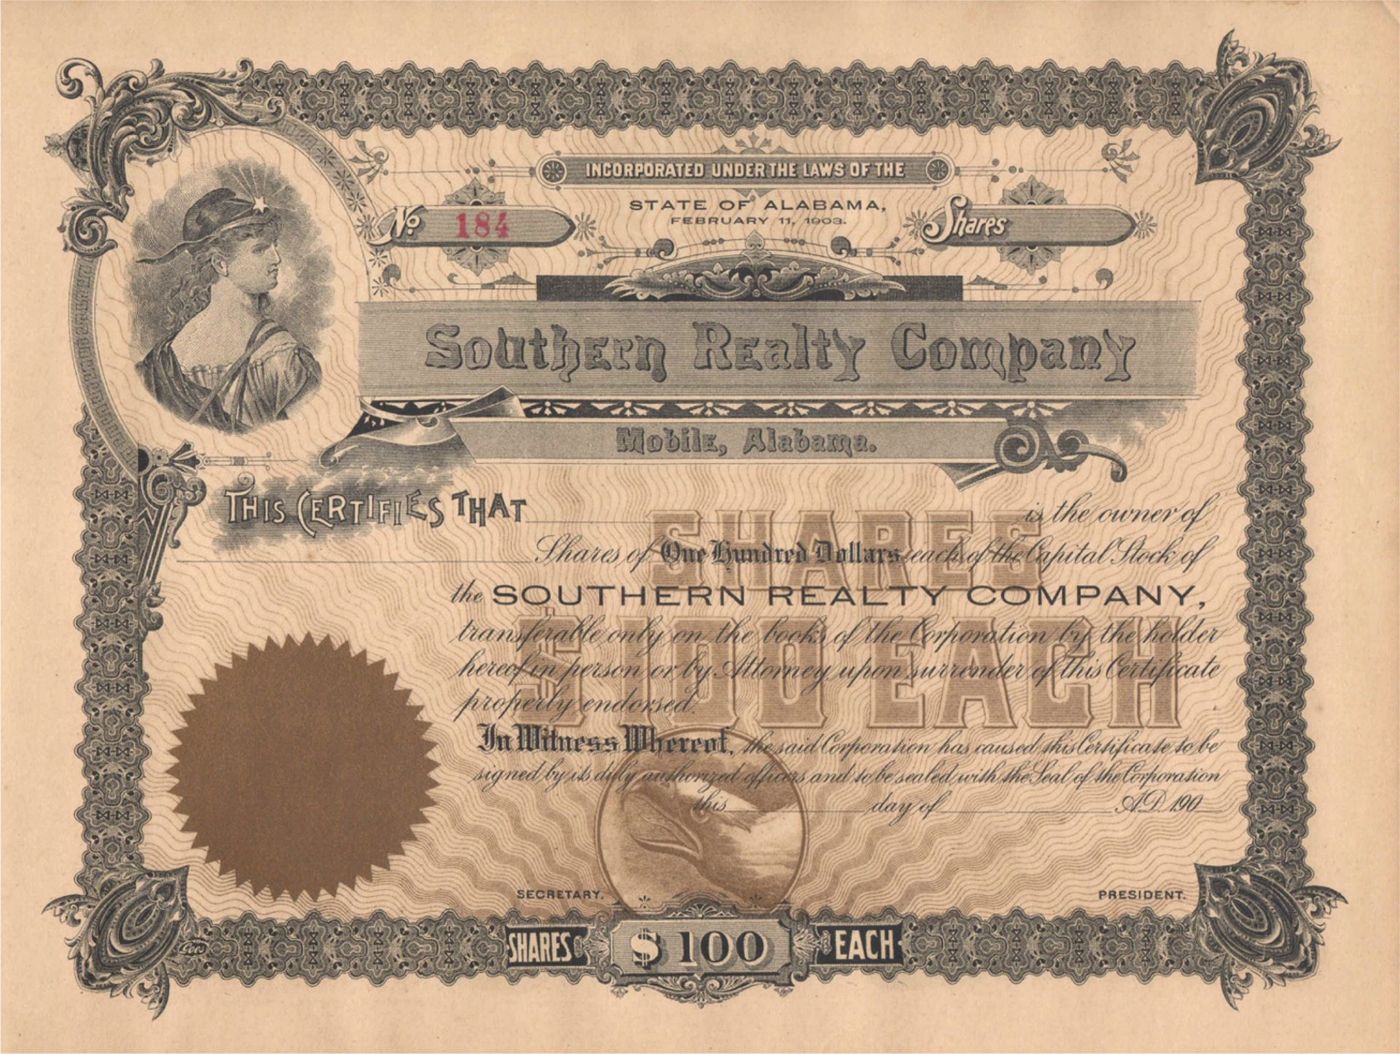 INCORPORATED UNDER THE LAWS OF THE
STATE OF ALABAMA,
FEBRUARY 11, 1903.
No 184
Shares
Southern Realty Company
Mobile, Alabama.
THIS CERTIFIES THAT is the owner of
Shares of One Hundred Dollars each of the Capital Stock of
the SOUTHERN REALTY COMPANY,
transferable only on the books of the Corporation by the holder
hereof in person or by Attorney upon surrender of this Certificate
properly endorsed.
SHARES
$100 EACH
In Witness Whereof, the said Corporation has caused this Certificate to be
signed by its duly authorized officers and to be sealed with the Seal of the Corporation
this day of A.D. 190
SECRETARY. PRESIDENT.
SHARES $100 EACH